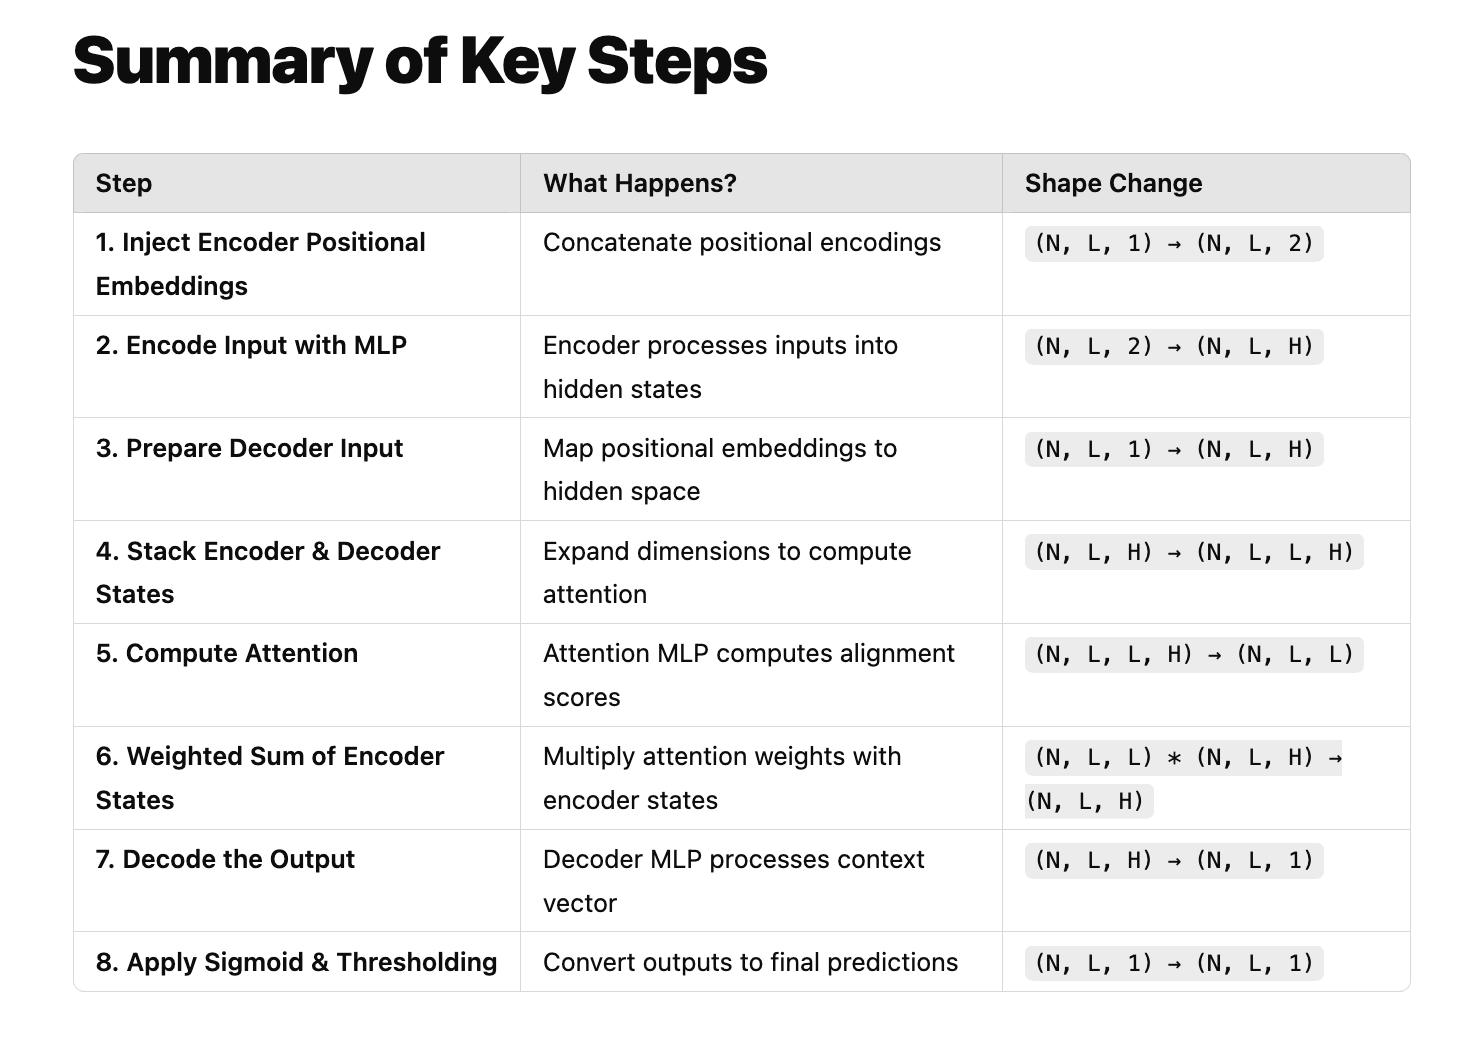 Summary of Key Steps
Step What Happens? Shape Change
1. Inject Encoder Positional Concatenate positional encodings (N, L, 1) → (N, L, 2)
Embeddings
2. Encode Input with MLP Encoder processes inputs into (N, L, 2) → (N, L, H)
hidden states
3. Prepare Decoder Input Map positional embeddings to (N, L, 1) → (N, L, H)
hidden space
4. Stack Encoder & Decoder Expand dimensions to compute (N, L, H) → (N, L, L, H)
States attention
5. Compute Attention Attention MLP computes alignment (N, L, L, H) → (N, L, L)
scores
6. Weighted Sum of Encoder Multiply attention weights with (N, L, L) * (N, L, H) →
States encoder states (N, L, H)
7. Decode the Output Decoder MLP processes context (N, L, H) → (N, L, 1)
vector
8. Apply Sigmoid & Thresholding Convert outputs to final predictions (N, L, 1) → (N, L, 1)